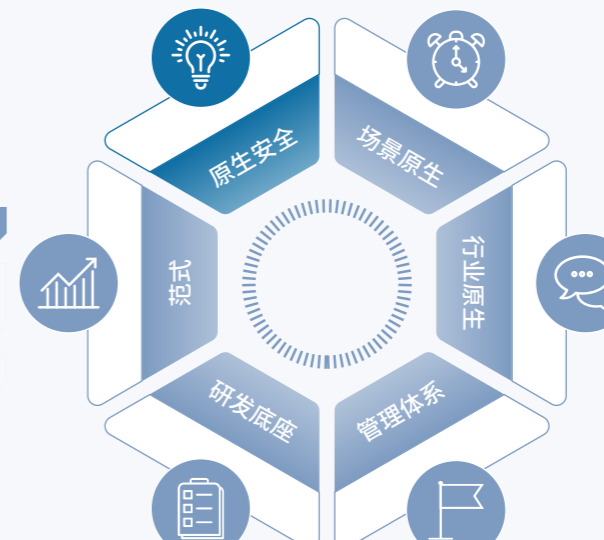 原生安全
场景原生
行业原生
管理体系
研发底座
范式